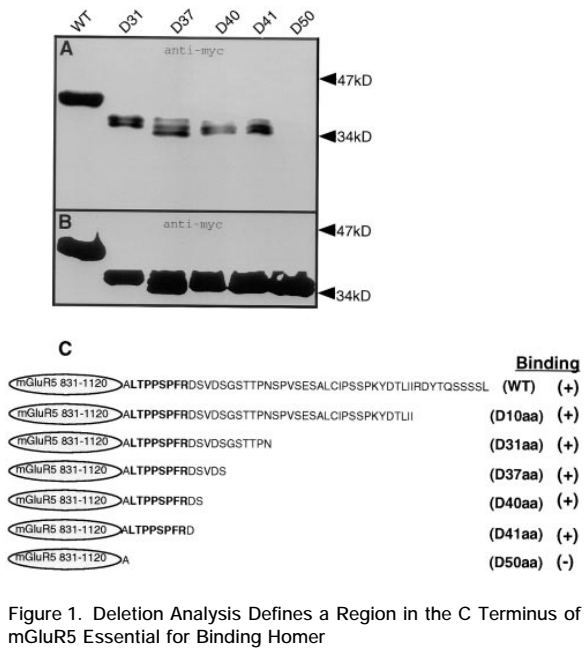 WT D31 D37 D40 D41 D50
A anti-myc
47kD
34kD
B anti-myc
47kD
34kD
C
Binding
mGluR5 831-1120 ALTPPSPFRDSVDSGSTTPNSPVSESALCIPSSPKYDTLIIRDYTQSSSSL (WT) (+)
mGluR5 831-1120 ALTPPSPFRDSVDSGSTTPNSPVSESALCIPSSPKYDTLII (D10aa) (+)
mGluR5 831-1120 ALTPPSPFRDSVDSGSTTPN (D31aa) (+)
mGluR5 831-1120 ALTPPSPFRDSVDS (D37aa) (+)
mGluR5 831-1120 ALTPPSPFRDS (D40aa) (+)
mGluR5 831-1120 ALTPPSPFRD (D41aa) (+)
mGluR5 831-1120 A (D50aa) (-)
Figure 1. Deletion Analysis Defines a Region in the C Terminus of
mGluR5 Essential for Binding Homer